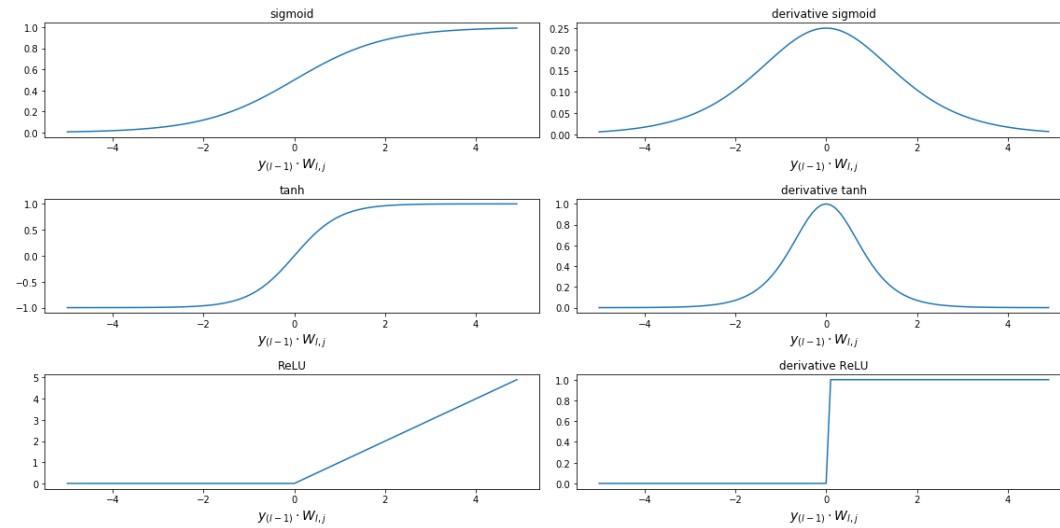 sigmoid
1.0
0.8
0.6
0.4
0.2
0.0
−4 −2 0 2 4
y(l−1) · Wl,j
derivative sigmoid
0.25
0.20
0.15
0.10
0.05
0.00
−4 −2 0 2 4
y(l−1) · Wl,j
tanh
1.0
0.5
0.0
−0.5
−1.0
−4 −2 0 2 4
y(l−1) · Wl,j
derivative tanh
1.0
0.8
0.6
0.4
0.2
0.0
−4 −2 0 2 4
y(l−1) · Wl,j
ReLU
5
4
3
2
1
0
−4 −2 0 2 4
y(l−1) · Wl,j
derivative ReLU
1.0
0.8
0.6
0.4
0.2
0.0
−4 −2 0 2 4
y(l−1) · Wl,j